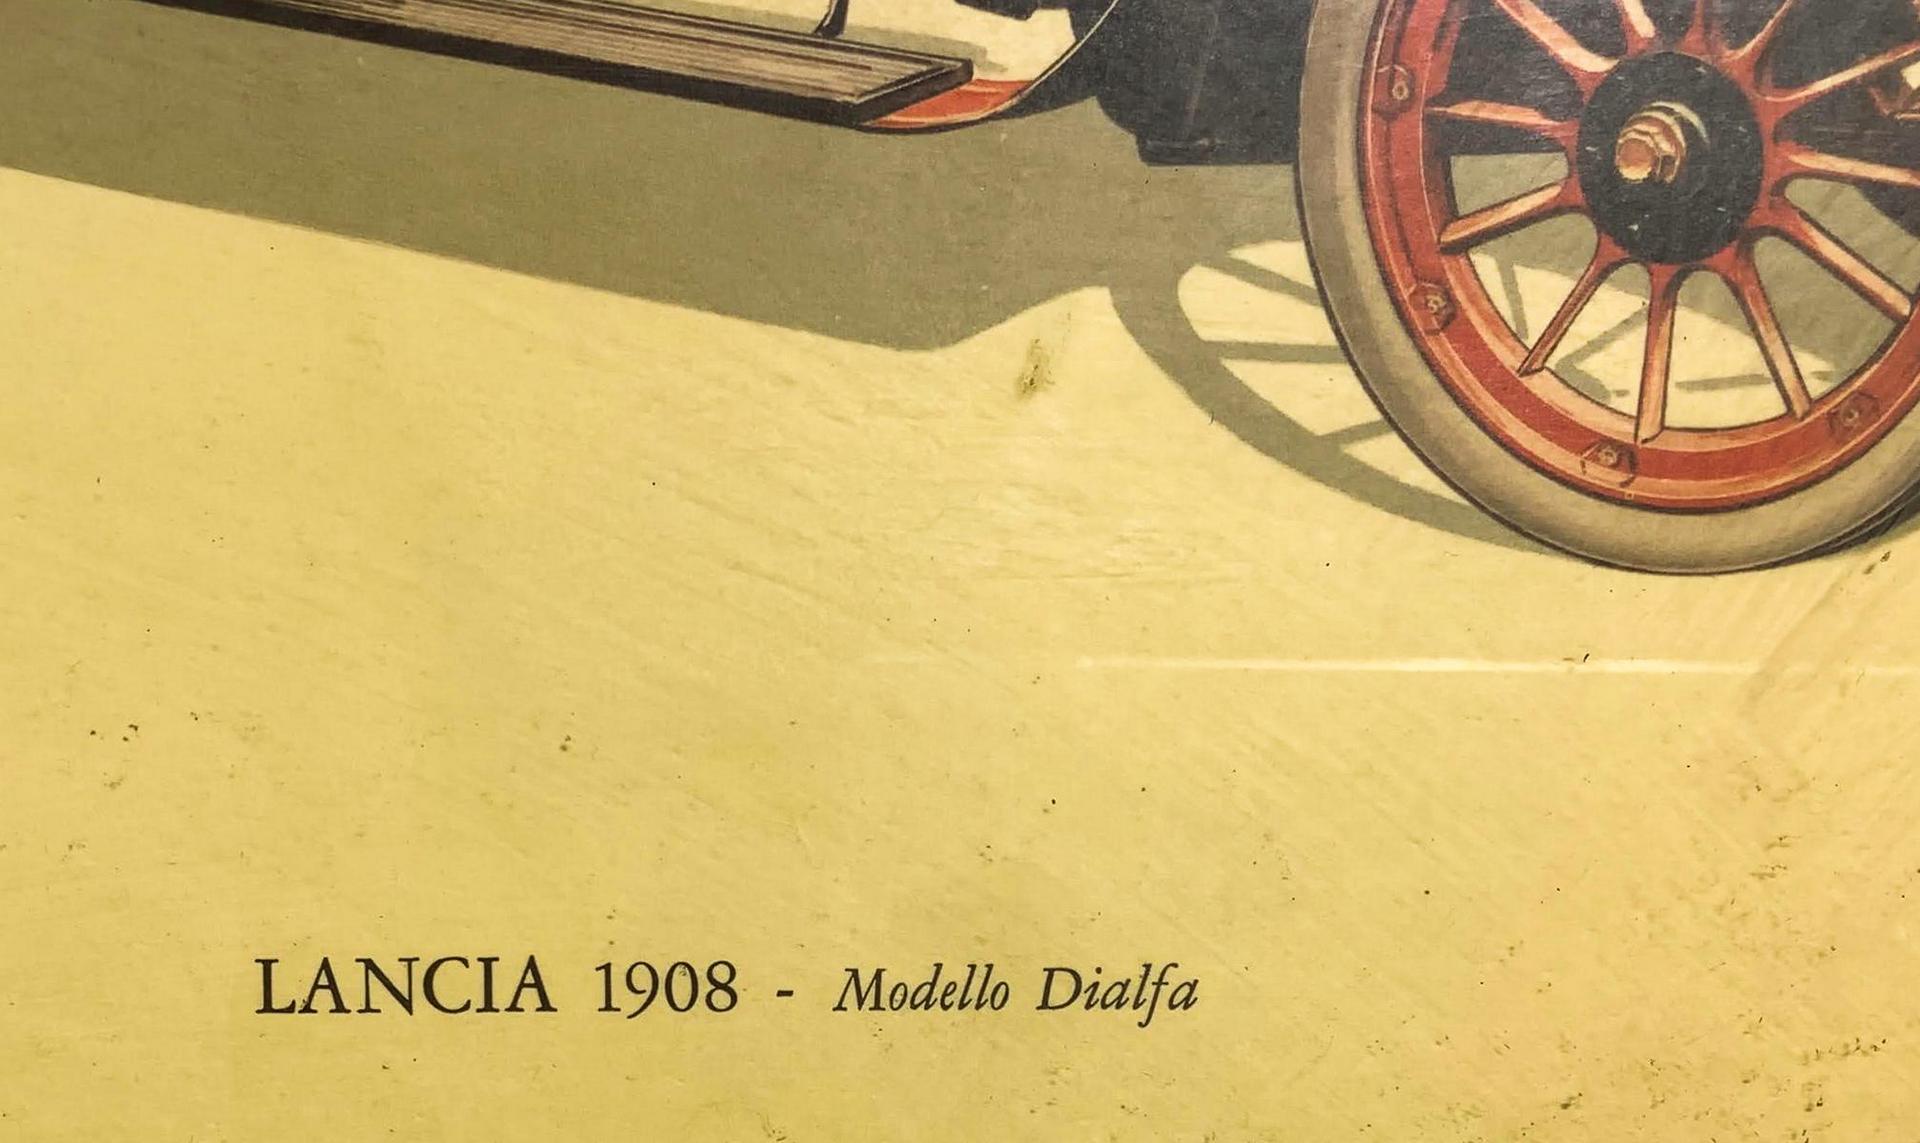 LANCIA 1908 - Modello Dialfa